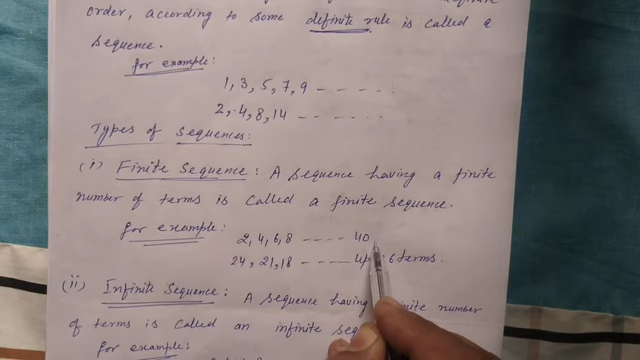 order, according to some definite rule is called a
sequence.
for example:
1, 3, 5, 7, 9 -----
2, 4, 8, 14 ------
Types of sequences:
(i) Finite Sequence: A sequence having a finite
number of terms is called a finite sequence.
for example:
2, 4, 6, 8 ---- 40
24, 21, 18 ----- 6 terms.
(ii) Infinite Sequence: A sequence having number
of terms is called an infinite
for example: